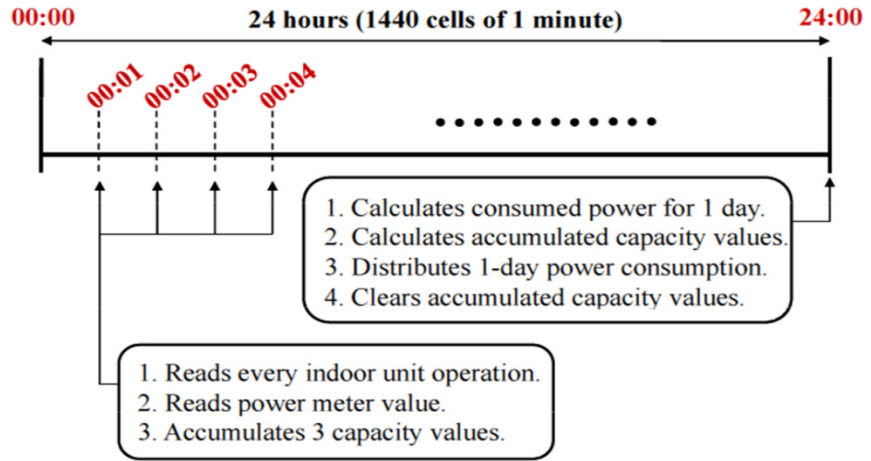 00:00 24 hours (1440 cells of 1 minute) 24:00
00:01 00:02 00:03 00:04
1. Calculates consumed power for 1 day.
2. Calculates accumulated capacity values.
3. Distributes 1-day power consumption.
4. Clears accumulated capacity values.
1. Reads every indoor unit operation.
2. Reads power meter value.
3. Accumulates 3 capacity values.